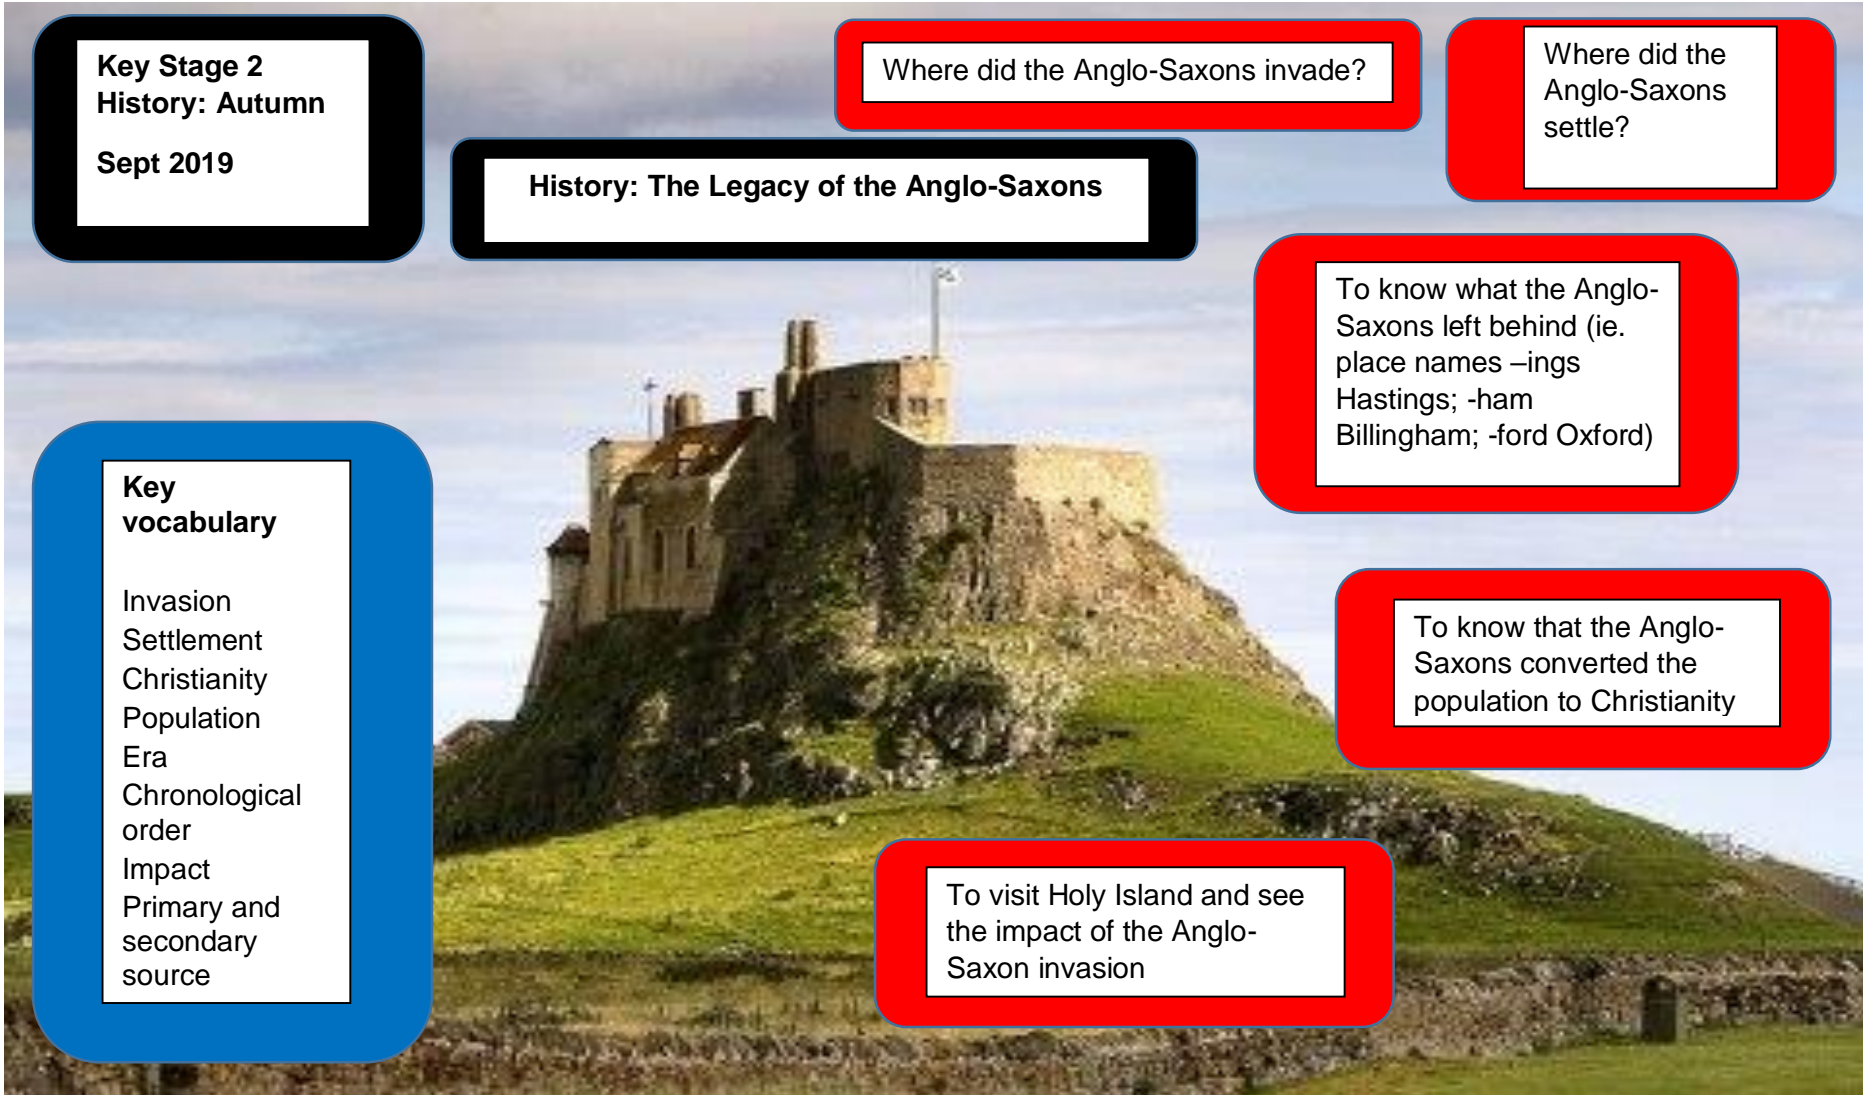 Key Stage 2
History: Autumn
Sept 2019
History: The Legacy of the Anglo-Saxons
Where did the Anglo-Saxons invade?
Where did the
Anglo-Saxons
settle?
To know what the Anglo-
Saxons left behind (ie.
place names –ings
Hastings; -ham
Billingham; -ford Oxford)
Key
vocabulary
Invasion
Settlement
Christianity
Population
Era
Chronological
order
Impact
Primary and
secondary
source
To know that the Anglo-
Saxons converted the
population to Christianity
To visit Holy Island and see
the impact of the Anglo-
Saxon invasion